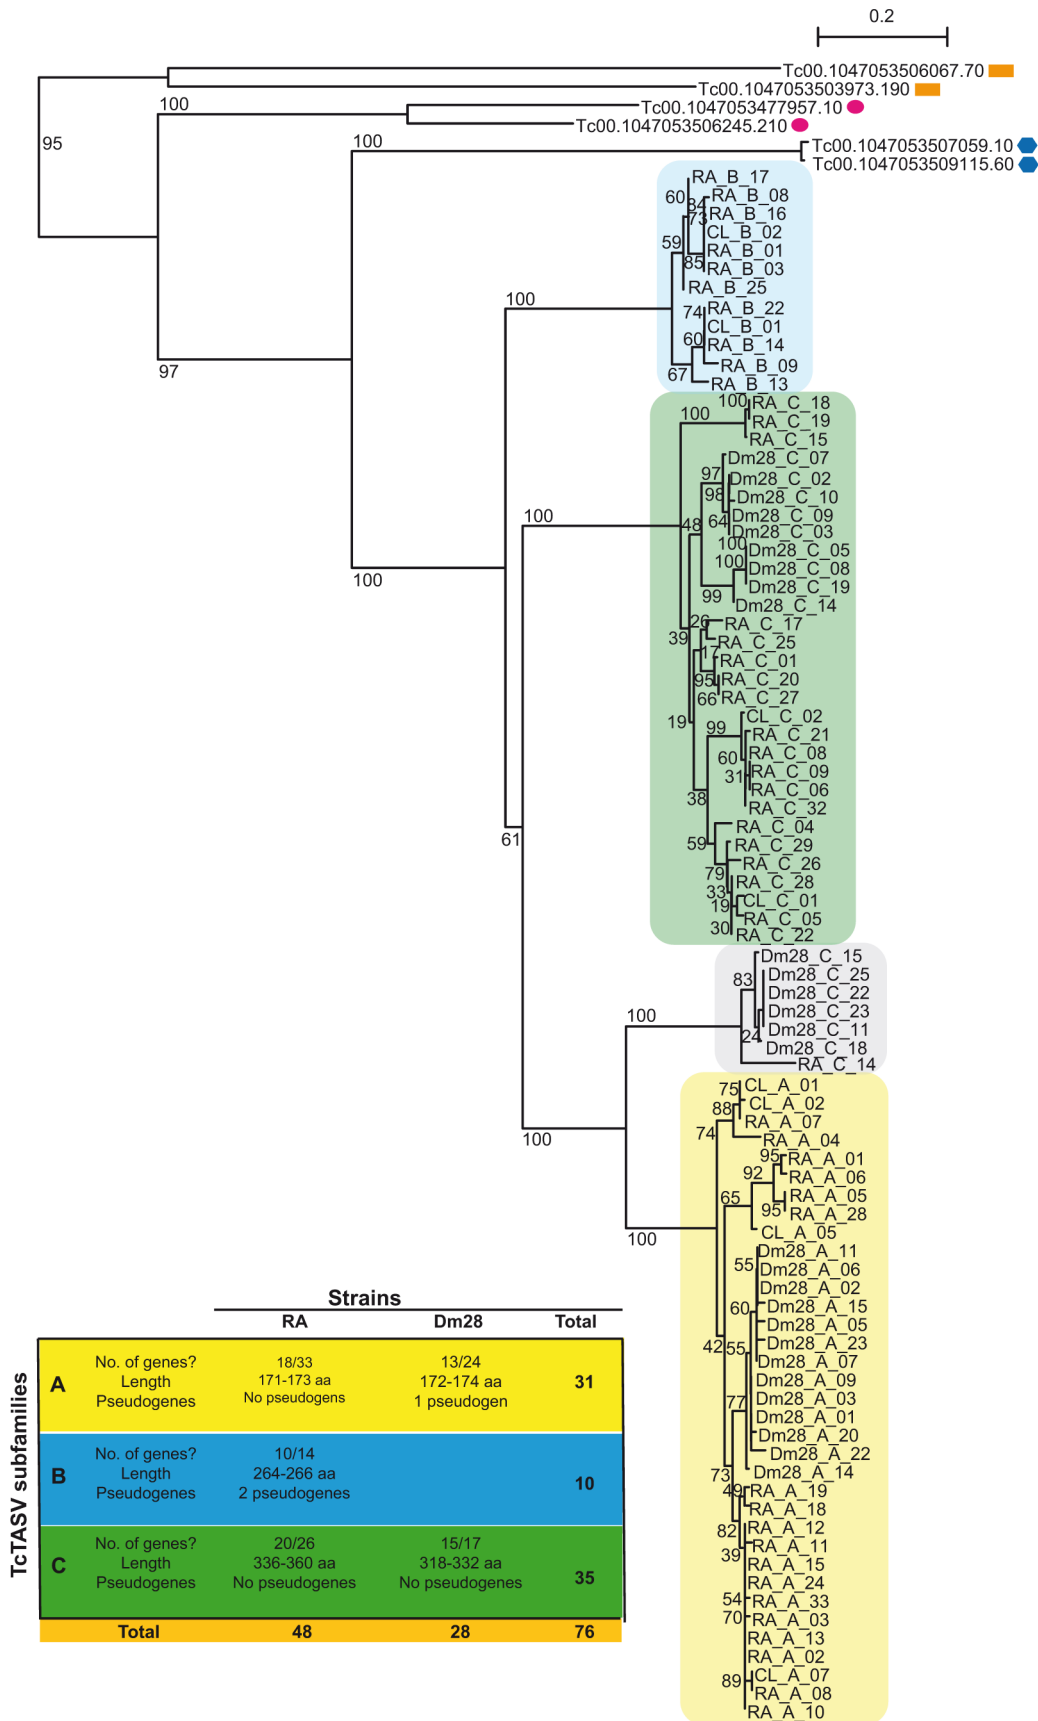 0.2
Tc00.1047053506067.70
Tc00.1047053503973.190
100
Tc00.1047053477957.10
Tc00.1047053506245.210
95
100
Tc00.1047053507059.10
Tc00.1047053509115.60
RA_B_17
60
RA_B_08
84
RA_B_16
73
CL_B_02
59
RA_B_01
85
RA_B_03
RA_B_25
100
74
RA_B_22
CL_B_01
60
RA_B_14
97
RA_B_09
67
RA_B_13
100
RA_C_18
100
RA_C_19
RA_C_15
Dm28_C_07
97
Dm28_C_02
98
Dm28_C_10
100
64
Dm28_C_09
48
Dm28_C_03
100
Dm28_C_05
100
Dm28_C_08
100
Dm28_C_19
99
Dm28_C_14
26
RA_C_17
39
RA_C_25
17
RA_C_01
95
RA_C_20
66
RA_C_27
19
CL_C_02
99
RA_C_21
60
RA_C_08
31
RA_C_09
RA_C_06
38
RA_C_32
RA_C_04
61
59
RA_C_29
RA_C_26
79
RA_C_28
33
CL_C_01
19
RA_C_05
30
RA_C_22
Dm28_C_15
83
Dm28_C_25
Dm28_C_22
100
Dm28_C_23
24
Dm28_C_11
Dm28_C_18
RA_C_14
75
CL_A_01
88
CL_A_02
RA_A_07
100
74
RA_A_04
95
RA_A_01
92
RA_A_06
65
RA_A_05
95
RA_A_28
100
CL_A_05
Dm28_A_11
55
Dm28_A_06
Dm28_A_02
60
Dm28_A_15
Dm28_A_05
42
55
Dm28_A_23
Dm28_A_07
Dm28_A_09
77
Dm28_A_03
Dm28_A_01
Dm28_A_20
Dm28_A_22
73
Dm28_A_14
49
RA_A_19
RA_A_18
82
RA_A_12
39
RA_A_11
RA_A_15
RA_A_24
54
RA_A_33
70
RA_A_03
RA_A_13
RA_A_02
89
CL_A_07
RA_A_08
RA_A_10
Strains
RA Dm28 Total
TcTASV subfamilies
No. of genes? 18/33 13/24
A Length 171-173 aa 172-174 aa 31
Pseudogenes No pseudogens 1 pseudogen
No. of genes? 10/14
B Length 264-266 aa 10
Pseudogenes 2 pseudogenes
No. of genes? 20/26 15/17
C Length 336-360 aa 318-332 aa 35
Pseudogenes No pseudogenes No pseudogenes
Total 48 28 76